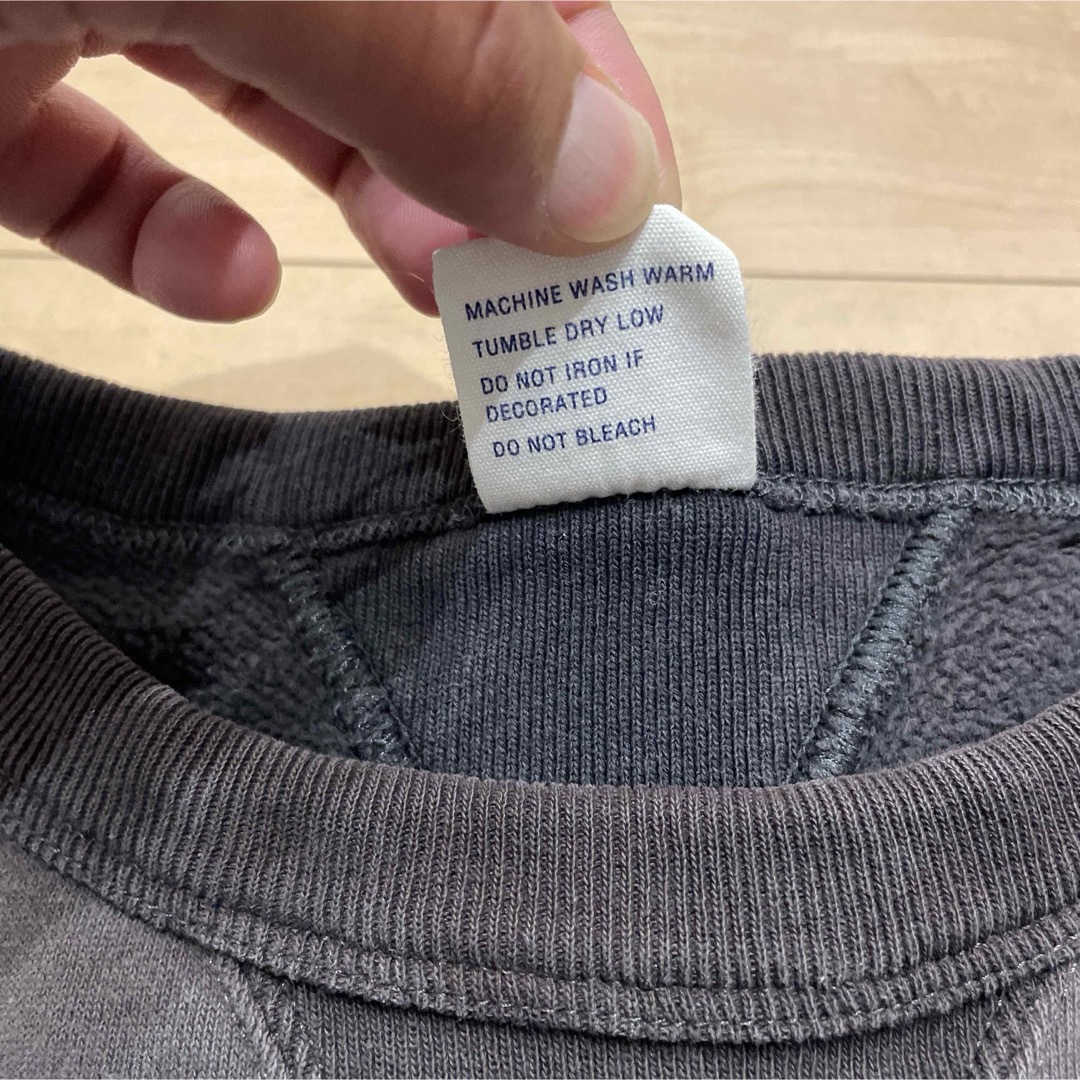 MACHINE WASH WARM
TUMBLE DRY LOW
DO NOT IRON IF
DECORATED
DO NOT BLEACH